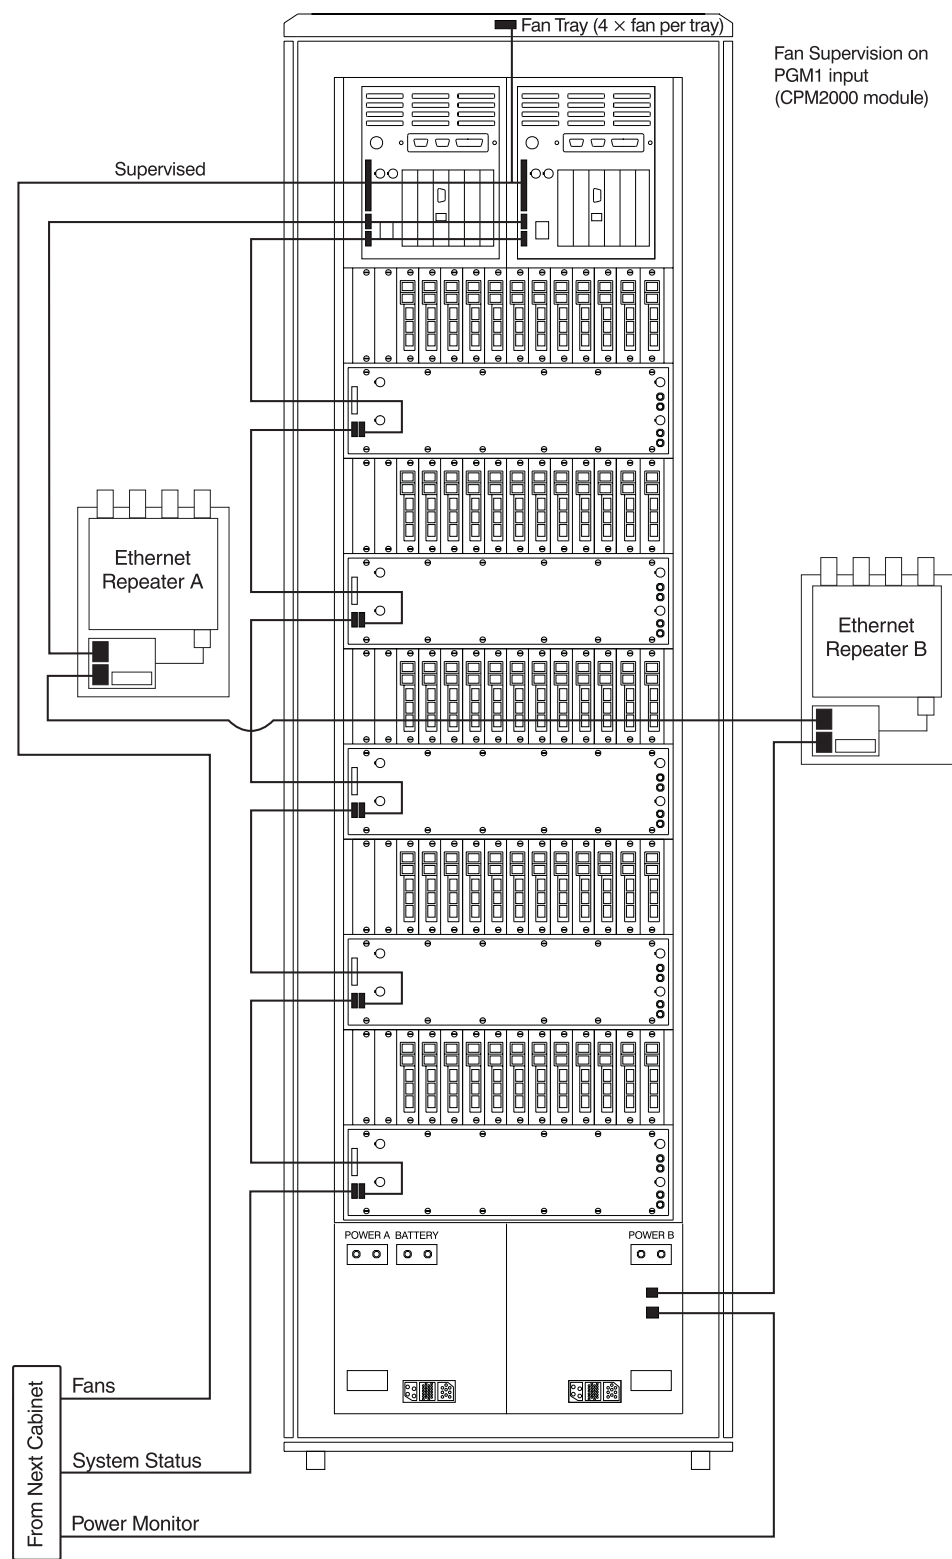 Fan Tray (4 × fan per tray)
Fan Supervision on
PGM1 input
(CPM2000 module)
Supervised
Ethernet
Repeater A
Ethernet
Repeater B
POWER A
BATTERY
POWER B
From Next Cabinet
Fans
System Status
Power Monitor